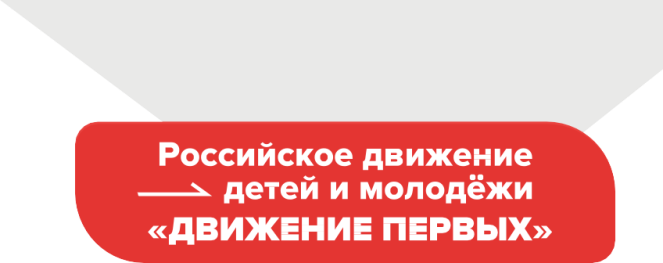 Российское движение
детей и молодёжи
«ДВИЖЕНИЕ ПЕРВЫХ»